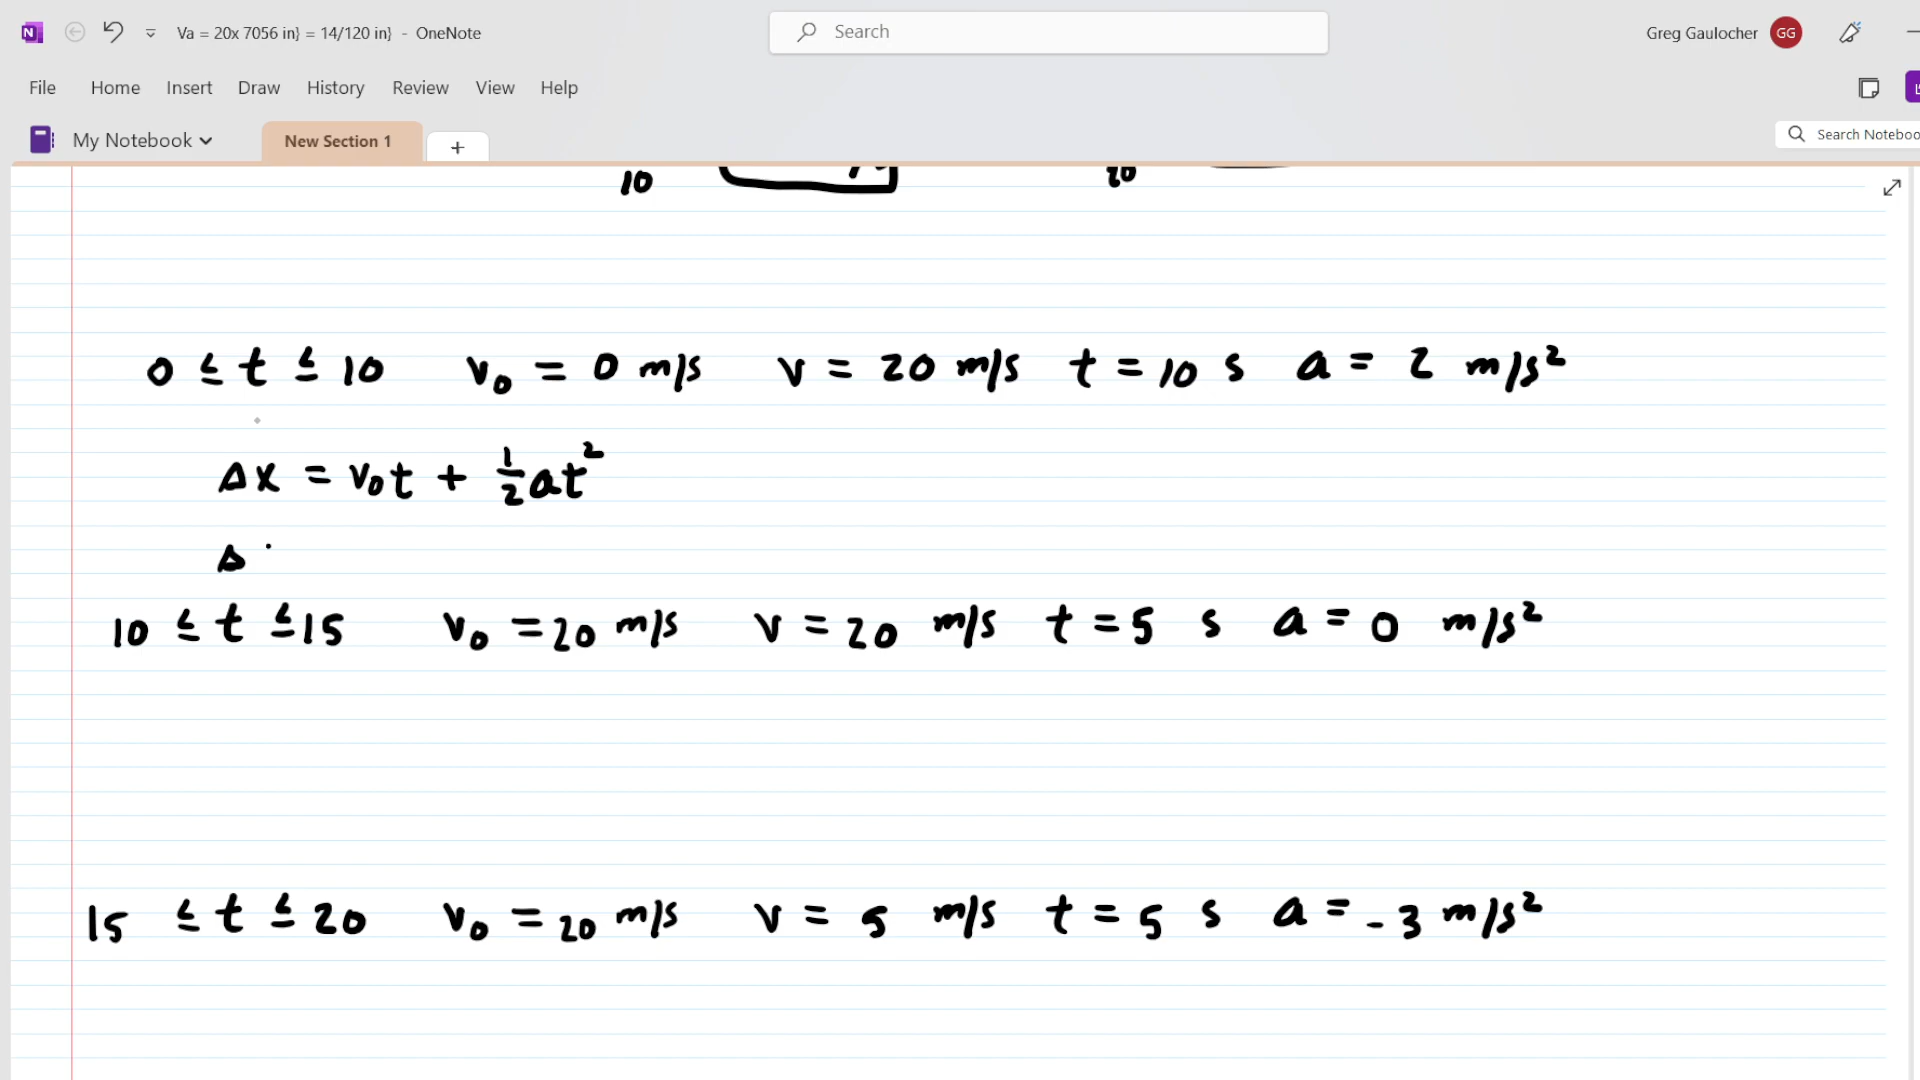 Va = 20x 7056 in} = 14/120 in} - OneNote
Search
Greg Gaulocher
GG
File Home Insert Draw History Review View Help
My Notebook
New Section 1
+
Search Noteboo
10 20
0 ≤ t ≤ 10 v₀ = 0 m/s v = 20 m/s t = 10 s a = 2 m/s²
Δx = v₀t + ½at²
Δ
10 ≤ t ≤ 15 v₀ = 20 m/s v = 20 m/s t = 5 s a = 0 m/s²
15 ≤ t ≤ 20 v₀ = 20 m/s v = 5 m/s t = 5 s a = -3 m/s²